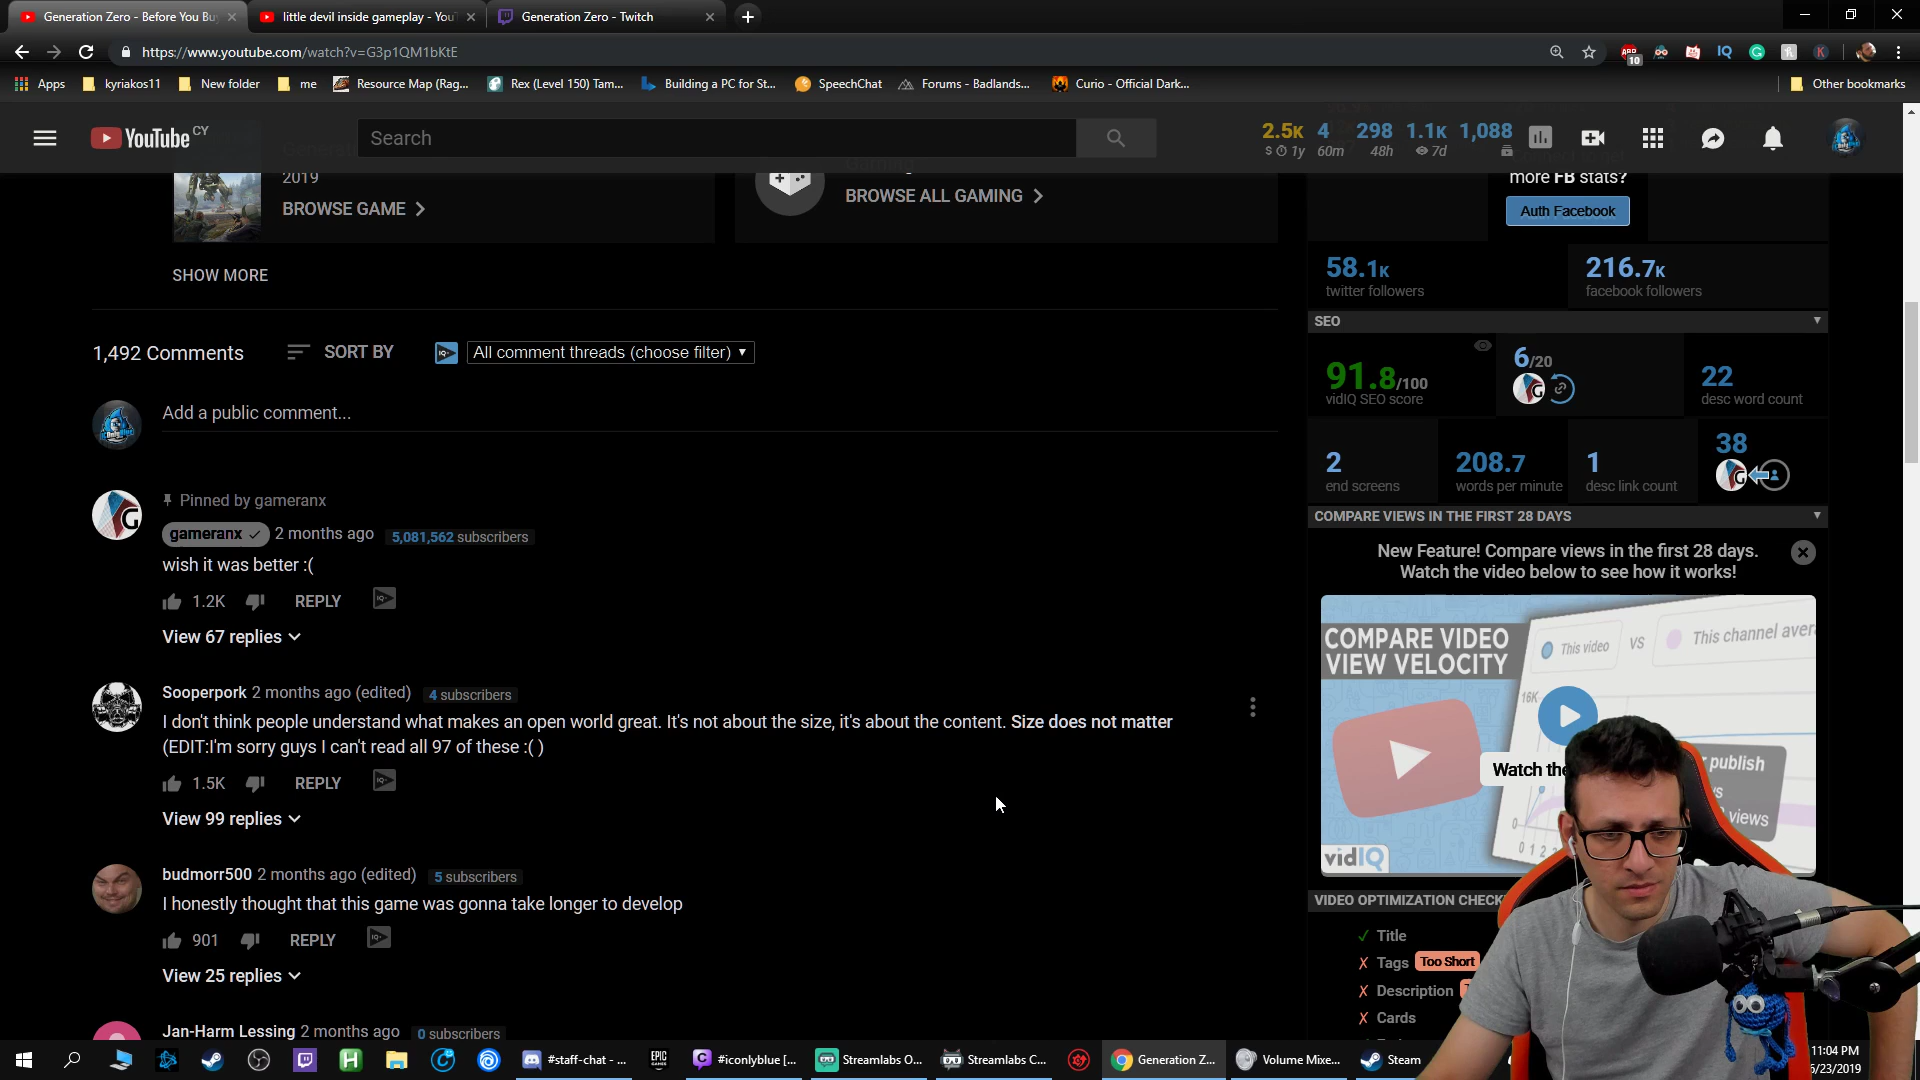 Generation Zero - Before You Bu
little devil inside gameplay - You
Generation Zero - Twitch
https://www.youtube.com/watch?v=G3p1QM1bKtE
10
Apps
kyriakos11
New folder
me
Resource Map (Rag...
Rex (Level 150) Tam...
Building a PC for St...
SpeechChat
Forums - Badlands...
Curio - Official Dark...
Other bookmarks
YouTube CY
Search
2.5K 4 298 1.1K 1,088
$ 1y 60m 48h 7d
2019
BROWSE GAME
BROWSE ALL GAMING
more FB stats?
Auth Facebook
SHOW MORE
58.1K
twitter followers
216.7K
facebook followers
SEO
1,492 Comments
SORT BY
All comment threads (choose filter)
91.8/100
vidIQ SEO score
6/20
22
desc word count
Add a public comment...
2
end screens
208.7
words per minute
1
desc link count
38
COMPARE VIEWS IN THE FIRST 28 DAYS
New Feature! Compare views in the first 28 days.
Watch the video below to see how it works!
Pinned by gameranx
gameranx 2 months ago 5,081,562 subscribers
wish it was better :(
1.2K REPLY
View 67 replies
COMPARE VIDEO
VIEW VELOCITY
This video VS This channel avera
16K
Watch the
publish
views
vidIQ
Sooperpork 2 months ago (edited) 4 subscribers
I don't think people understand what makes an open world great. It's not about the size, it's about the content. Size does not matter
(EDIT:I'm sorry guys I can't read all 97 of these :( )
1.5K REPLY
View 99 replies
budmorr500 2 months ago (edited) 5 subscribers
I honestly thought that this game was gonna take longer to develop
901 REPLY
View 25 replies
VIDEO OPTIMIZATION CHECK
Title
Tags Too Short
Description
Cards
Jan-Harm Lessing 2 months ago 0 subscribers
#staff-chat - ...
EPIC GAMES
#iconlyblue [...
Streamlabs O...
Streamlabs C...
Generation Z...
Volume Mixe...
Steam
11:04 PM
/23/2019